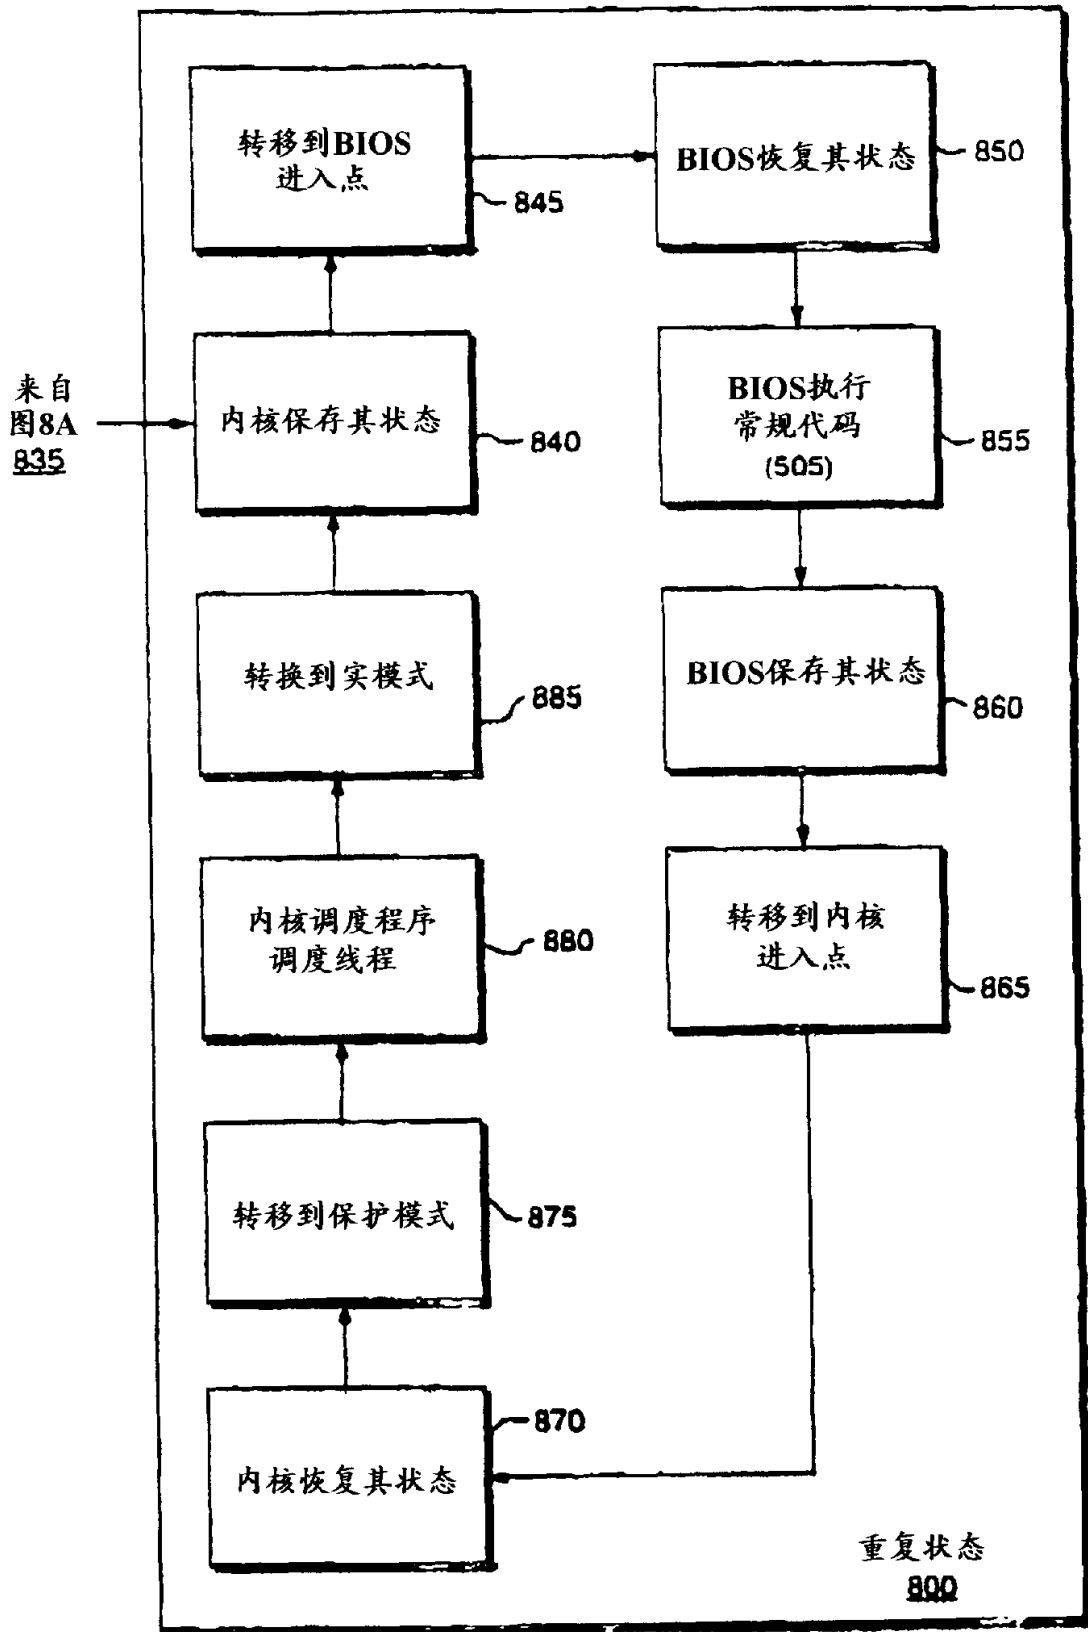 转移到BIOS
进入点
845
BIOS恢复其状态
850
来自
图8A
835
内核保存其状态
840
BIOS执行
常规代码
(505)
855
转换到实模式
885
BIOS保存其状态
860
内核调度程序
调度线程
880
转移到内核
进入点
865
转移到保护模式
875
内核恢复其状态
870
重复状态
800